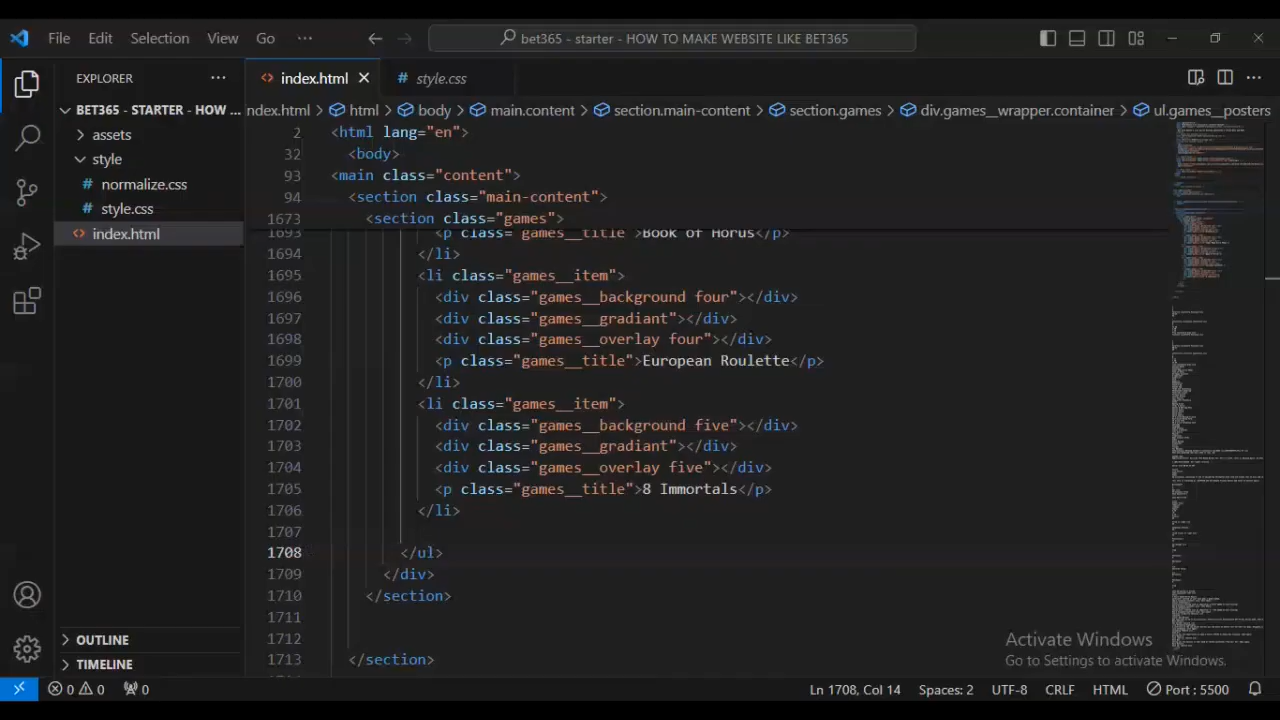 File Edit Selection View Go ··· bet365 - starter - HOW TO MAKE WEBSITE LIKE BET365
EXPLORER ···
index.html
style.css
BET365 - STARTER - HOW ...
assets
style
normalize.css
style.css
index.html
OUTLINE
TIMELINE
index.html > html > body > main.content > section.main-content > section.games > div.games__wrapper.container > ul.games__posters
2 <html lang="en">
32 <body>
93 <main class="content">
94 <section class="main-content">
1673 <section class="games">
1693 <p class="games__title">Book of Horus</p>
1694 </li>
1695 <li class="games__item">
1696 <div class="games__background four"></div>
1697 <div class="games__gradiant"></div>
1698 <div class="games__overlay four"></div>
1699 <p class="games__title">European Roulette</p>
1700 </li>
1701 <li class="games__item">
1702 <div class="games__background five"></div>
1703 <div class="games__gradiant"></div>
1704 <div class="games__overlay five"></div>
1705 <p class="games__title">8 Immortals</p>
1706 </li>
1707
1708 </ul>
1709 </div>
1710 </section>
1711
1712
1713 </section>
Activate Windows
Go to Settings to activate Windows.
0 0 0 Ln 1708, Col 14 Spaces: 2 UTF-8 CRLF HTML Port : 5500